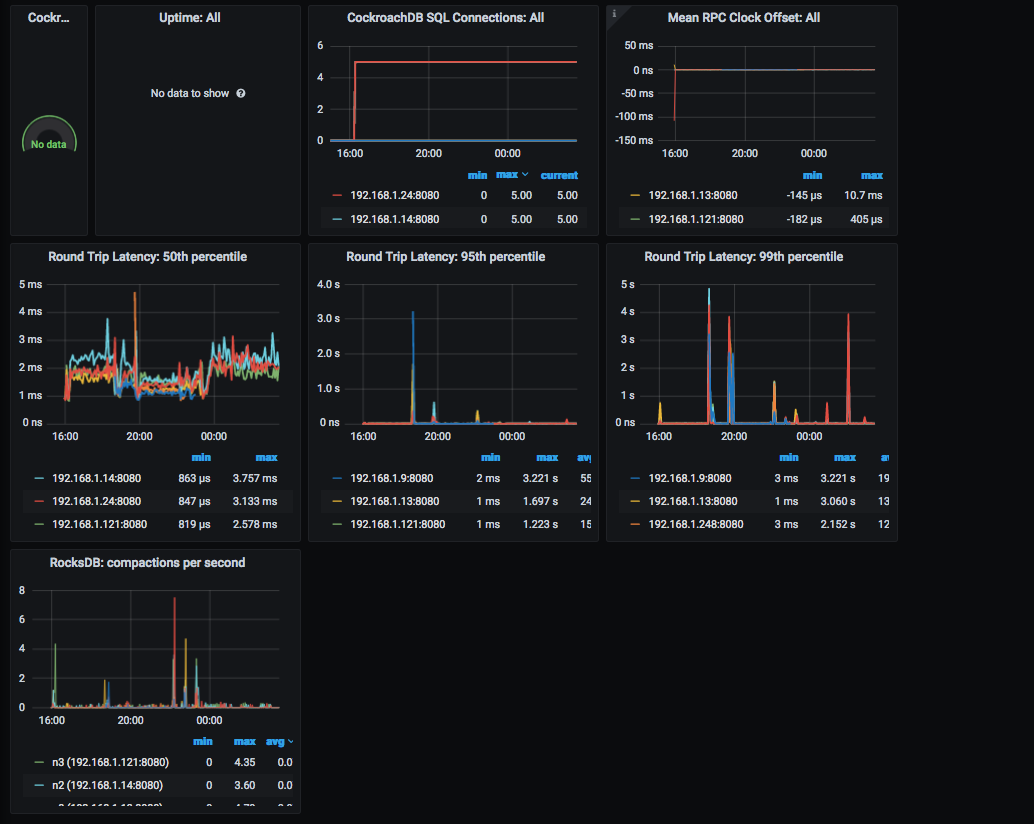 Cockr...
No data
Uptime: All
No data to show
CockroachDB SQL Connections: All
6
4
2
0
16:00 20:00 00:00
min max current
192.168.1.24:8080 0 5.00 5.00
192.168.1.14:8080 0 5.00 5.00
Mean RPC Clock Offset: All
50 ms
0 ns
-50 ms
-100 ms
-150 ms
16:00 20:00 00:00
min max
192.168.1.13:8080 -145 µs 10.7 ms
192.168.1.121:8080 -182 µs 405 µs
Round Trip Latency: 50th percentile
5 ms
4 ms
3 ms
2 ms
1 ms
0 ns
16:00 20:00 00:00
min max
192.168.1.14:8080 863 µs 3.757 ms
192.168.1.24:8080 847 µs 3.133 ms
192.168.1.121:8080 819 µs 2.578 ms
Round Trip Latency: 95th percentile
4.0 s
3.0 s
2.0 s
1.0 s
0 ns
16:00 20:00 00:00
min max avg
192.168.1.9:8080 2 ms 3.221 s 55
192.168.1.13:8080 1 ms 1.697 s 24
192.168.1.121:8080 1 ms 1.223 s 15
Round Trip Latency: 99th percentile
5 s
4 s
3 s
2 s
1 s
0 ns
16:00 20:00 00:00
min max a
192.168.1.9:8080 3 ms 3.221 s 19
192.168.1.13:8080 1 ms 3.060 s 13
192.168.1.248:8080 3 ms 2.152 s 12
RocksDB: compactions per second
8
6
4
2
0
16:00 20:00 00:00
min max avg
n3 (192.168.1.121:8080) 0 4.35 0.0
n2 (192.168.1.14:8080) 0 3.60 0.0